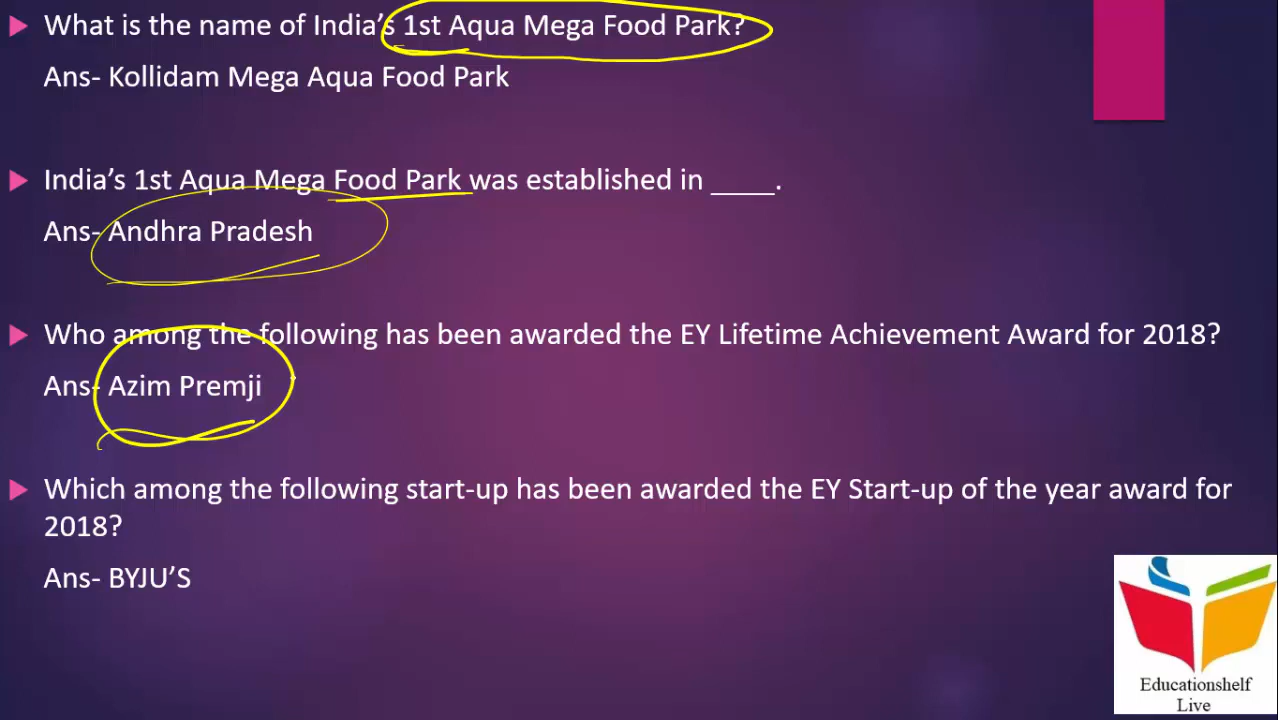 What is the name of India's 1st Aqua Mega Food Park?
Ans- Kollidam Mega Aqua Food Park
India's 1st Aqua Mega Food Park was established in ____.
Ans- Andhra Pradesh
Who among the following has been awarded the EY Lifetime Achievement Award for 2018?
Ans- Azim Premji
Which among the following start-up has been awarded the EY Start-up of the year award for
2018?
Ans- BYJU'S
Educationshelf
Live